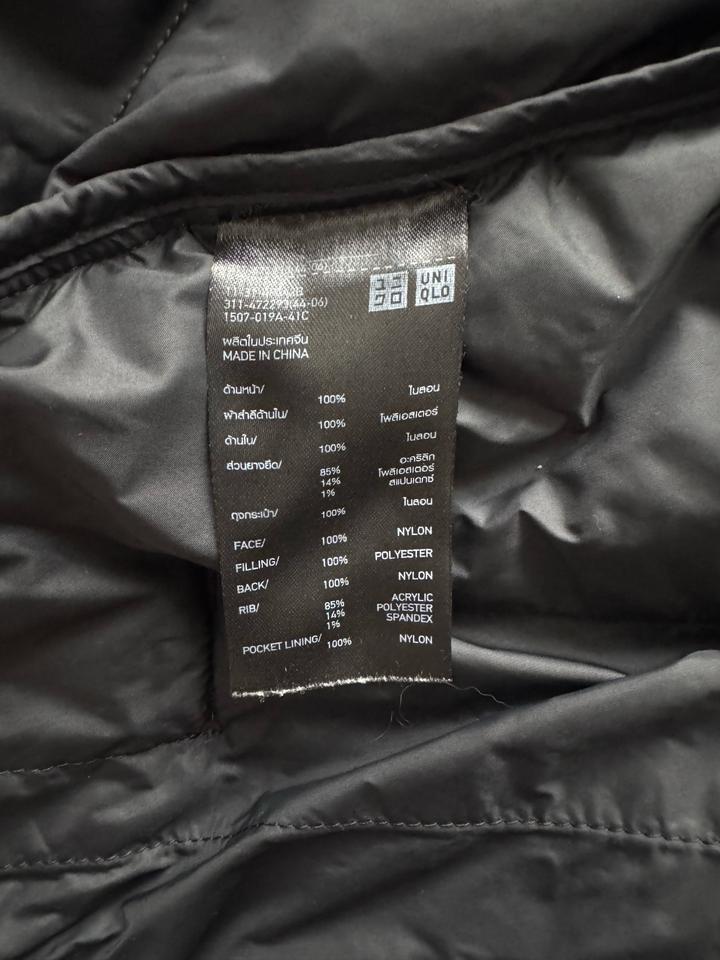 311-472273(44-06)
1507-019A-41C
ユニ
クロ
UNI
QLO
ผลิตในประเทศจีน
MADE IN CHINA
ด้านหน้า/ 100% ไนลอน
ผ้าสำลีด้านใน/ 100% โพลีเอสเตอร์
ด้านใน/ 100% ไนลอน
ส่วนยางยืด/ 85% อะคริลิก
14% โพลีเอสเตอร์
1% สแปนเดกซ์
ถุงกระเป๋า/ 100% ไนลอน
FACE/ 100% NYLON
FILLING/ 100% POLYESTER
BACK/ 100% NYLON
RIB/ 85% ACRYLIC
14% POLYESTER
1% SPANDEX
POCKET LINING/ 100% NYLON